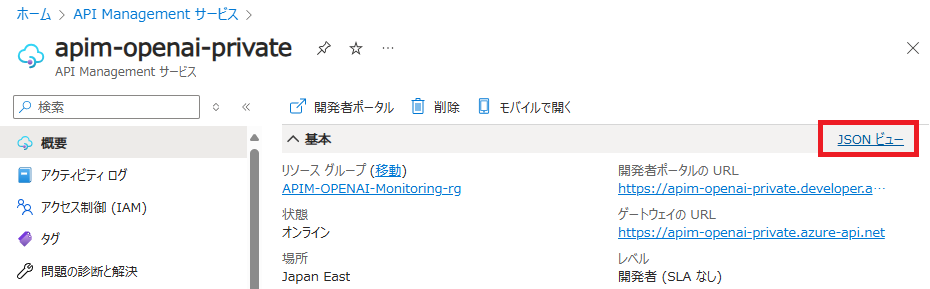 ホーム > API Management サービス >
apim-openai-private
API Management サービス
検索
開発者ポータル 削除 モバイルで開く
概要
アクティビティ ログ
アクセス制御 (IAM)
タグ
問題の診断と解決
基本
JSON ビュー
リソース グループ (移動)
APIM-OPENAI-Monitoring-rg
状態
オンライン
場所
Japan East
開発者ポータルの URL
https://apim-openai-private.developer.a…
ゲートウェイの URL
https://apim-openai-private.azure-api.net
レベル
開発者 (SLA なし)